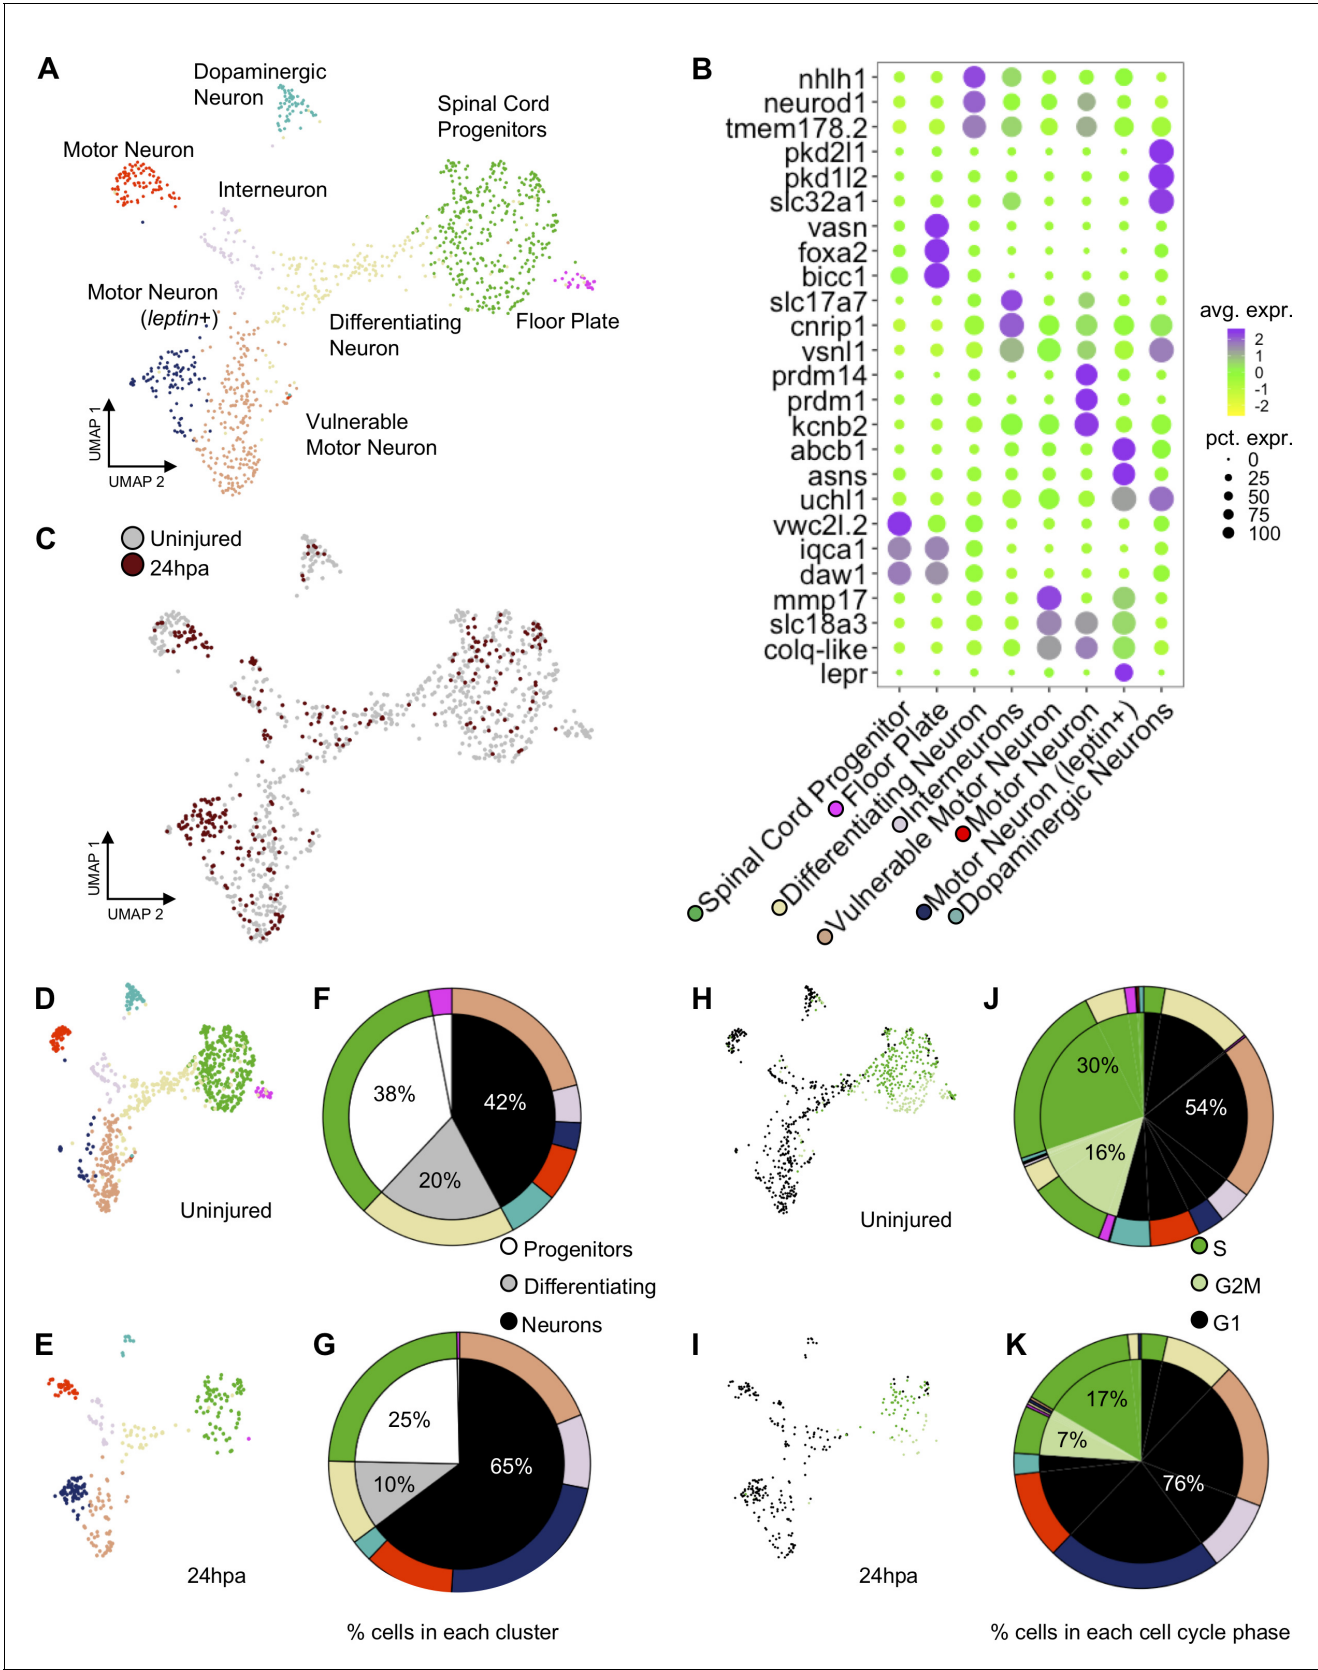 A
Dopaminergic
Neuron
Spinal Cord
Progenitors
Motor Neuron
Interneuron
Motor Neuron
(leptin+)
Differentiating
Neuron
Floor Plate
Vulnerable
Motor Neuron
UMAP 1
UMAP 2
B
nhlh1
neurod1
tmem178.2
pkd2l1
pkd1l2
slc32a1
vasn
foxa2
bicc1
slc17a7
cnrip1
vsnl1
prdm14
prdm1
kcnb2
abcb1
asns
uchl1
vwc2l.2
iqca1
daw1
mmp17
slc18a3
colq-like
lepr
avg. expr.
2
1
0
-1
-2
pct. expr.
0
25
50
75
100
Spinal Cord Progenitor
Floor Plate
Differentiating Neuron
Interneurons
Vulnerable Motor Neuron
Motor Neuron
Motor Neuron (leptin+)
Dopaminergic Neurons
C
Uninjured
24hpa
UMAP 1
UMAP 2
D
Uninjured
F
38%
42%
20%
Progenitors
Differentiating
Neurons
E
24hpa
G
25%
10%
65%
% cells in each cluster
H
Uninjured
J
30%
54%
16%
S
G2M
G1
I
24hpa
K
17%
7%
76%
% cells in each cell cycle phase